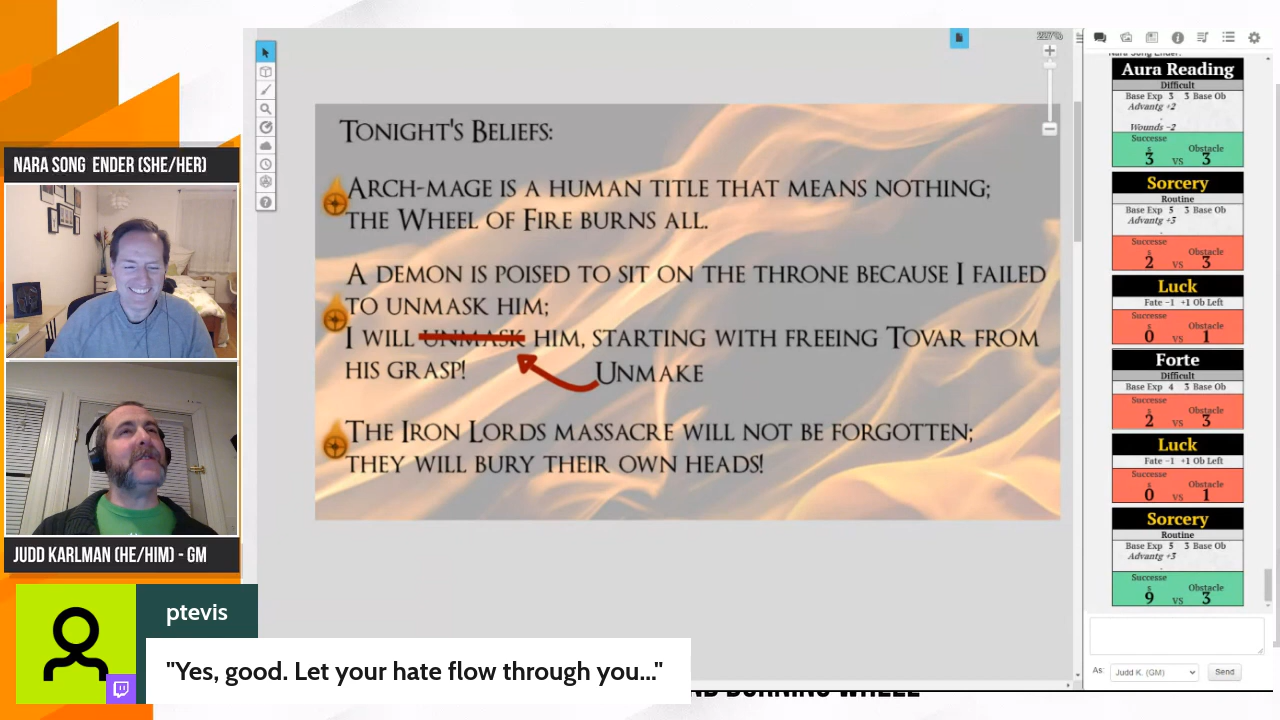 NARA SONG ENDER (SHE/HER)
JUDD KARLMAN (HE/HIM) - GM
TONIGHT'S BELIEFS:
ARCH-MAGE IS A HUMAN TITLE THAT MEANS NOTHING;
THE WHEEL OF FIRE BURNS ALL.
A DEMON IS POISED TO SIT ON THE THRONE BECAUSE I FAILED
TO UNMASK HIM;
I WILL UNMASK HIM, STARTING WITH FREEING TOVAR FROM
HIS GRASP!
UNMAKE
THE IRON LORDS MASSACRE WILL NOT BE FORGOTTEN;
THEY WILL BURY THEIR OWN HEADS!
Aura Reading
Difficult
Base Exp 3 3 Base Ob
Advantg +2
Wounds -2
Successe
s Obstacle
3 vs 3
Sorcery
Routine
Base Exp 5 3 Base Ob
Advantg +3
Successe
s Obstacle
2 vs 3
Luck
Fate -1 +1 Ob Left
Successe
s Obstacle
0 vs 1
Forte
Difficult
Base Exp 4 3 Base Ob
Successe
s Obstacle
2 vs 3
Luck
Fate -1 +1 Ob Left
Successe
s Obstacle
0 vs 1
Sorcery
Routine
Base Exp 5 3 Base Ob
Advantg +3
Successe
s Obstacle
9 vs 3
As: Judd K. (GM) Send
ptevis
"Yes, good. Let your hate flow through you..."
BURNING WHEEL